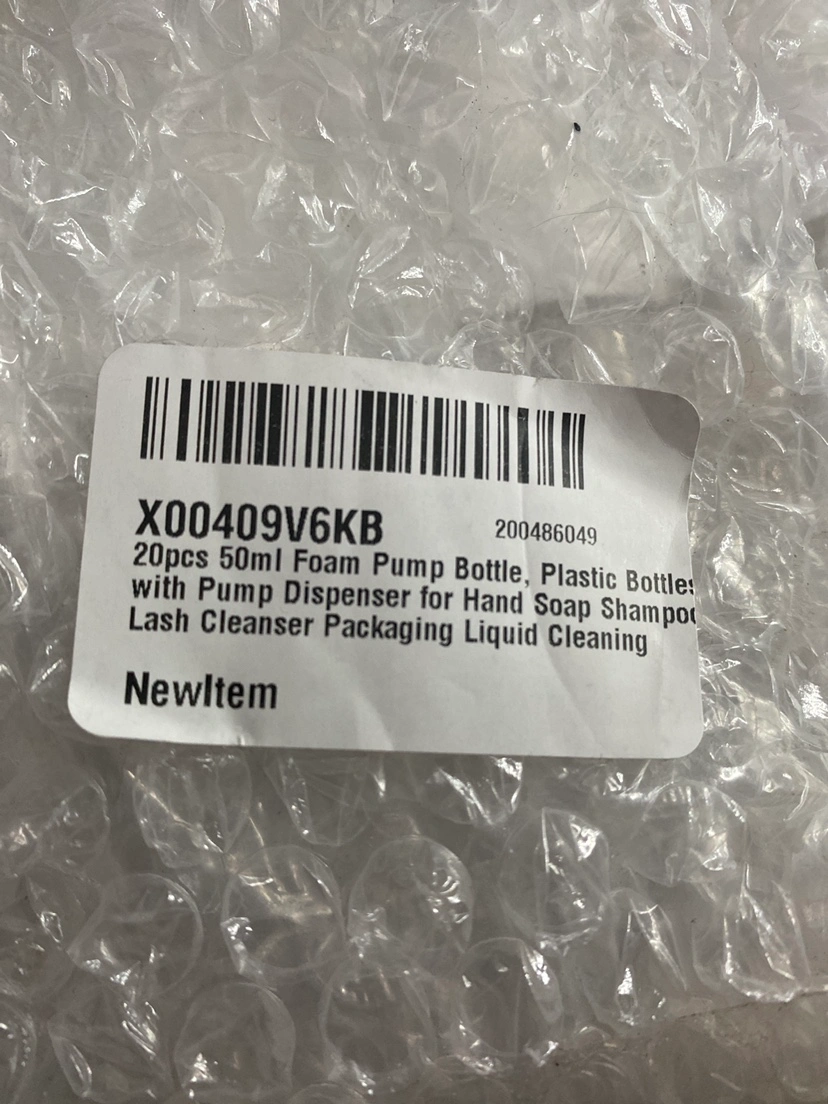 X00409V6KB
200486049
20pcs 50ml Foam Pump Bottle, Plastic Bottles
with Pump Dispenser for Hand Soap Shampoo
Lash Cleanser Packaging Liquid Cleaning
NewItem